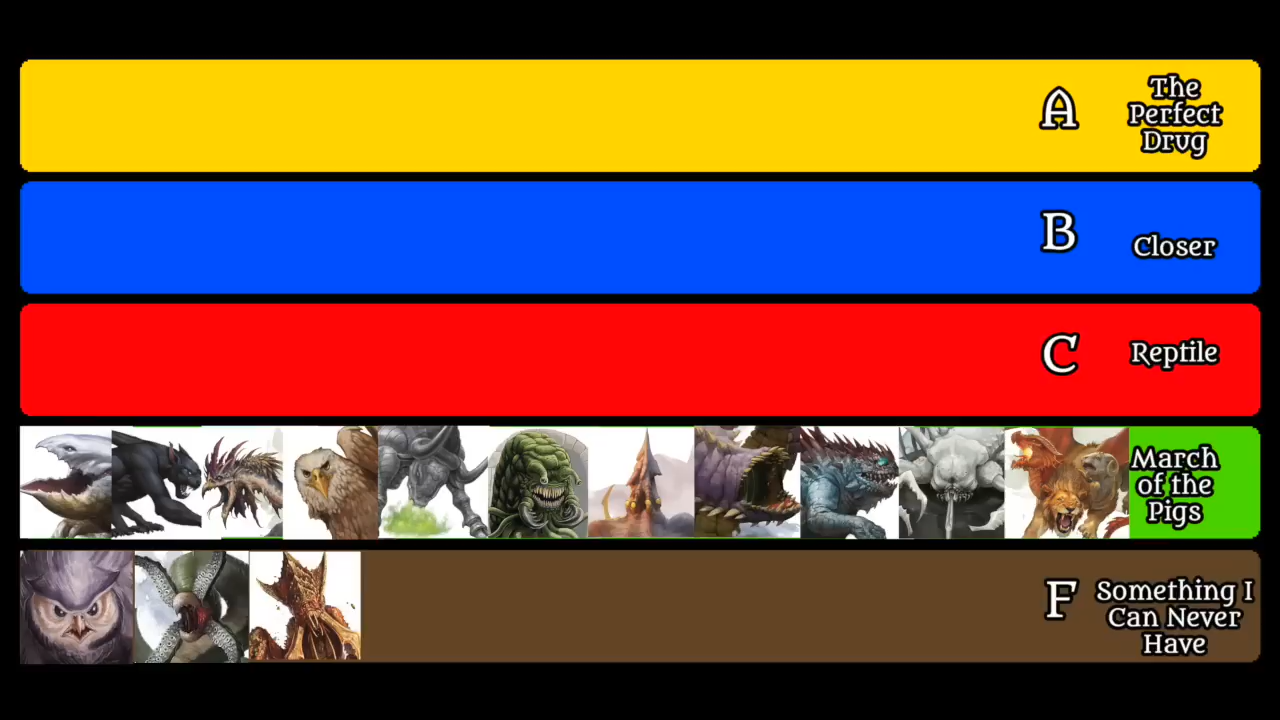 A
The
Perfect
Drug
B
Closer
C
Reptile
March
of the
Pigs
F
Something I
Can Never
Have